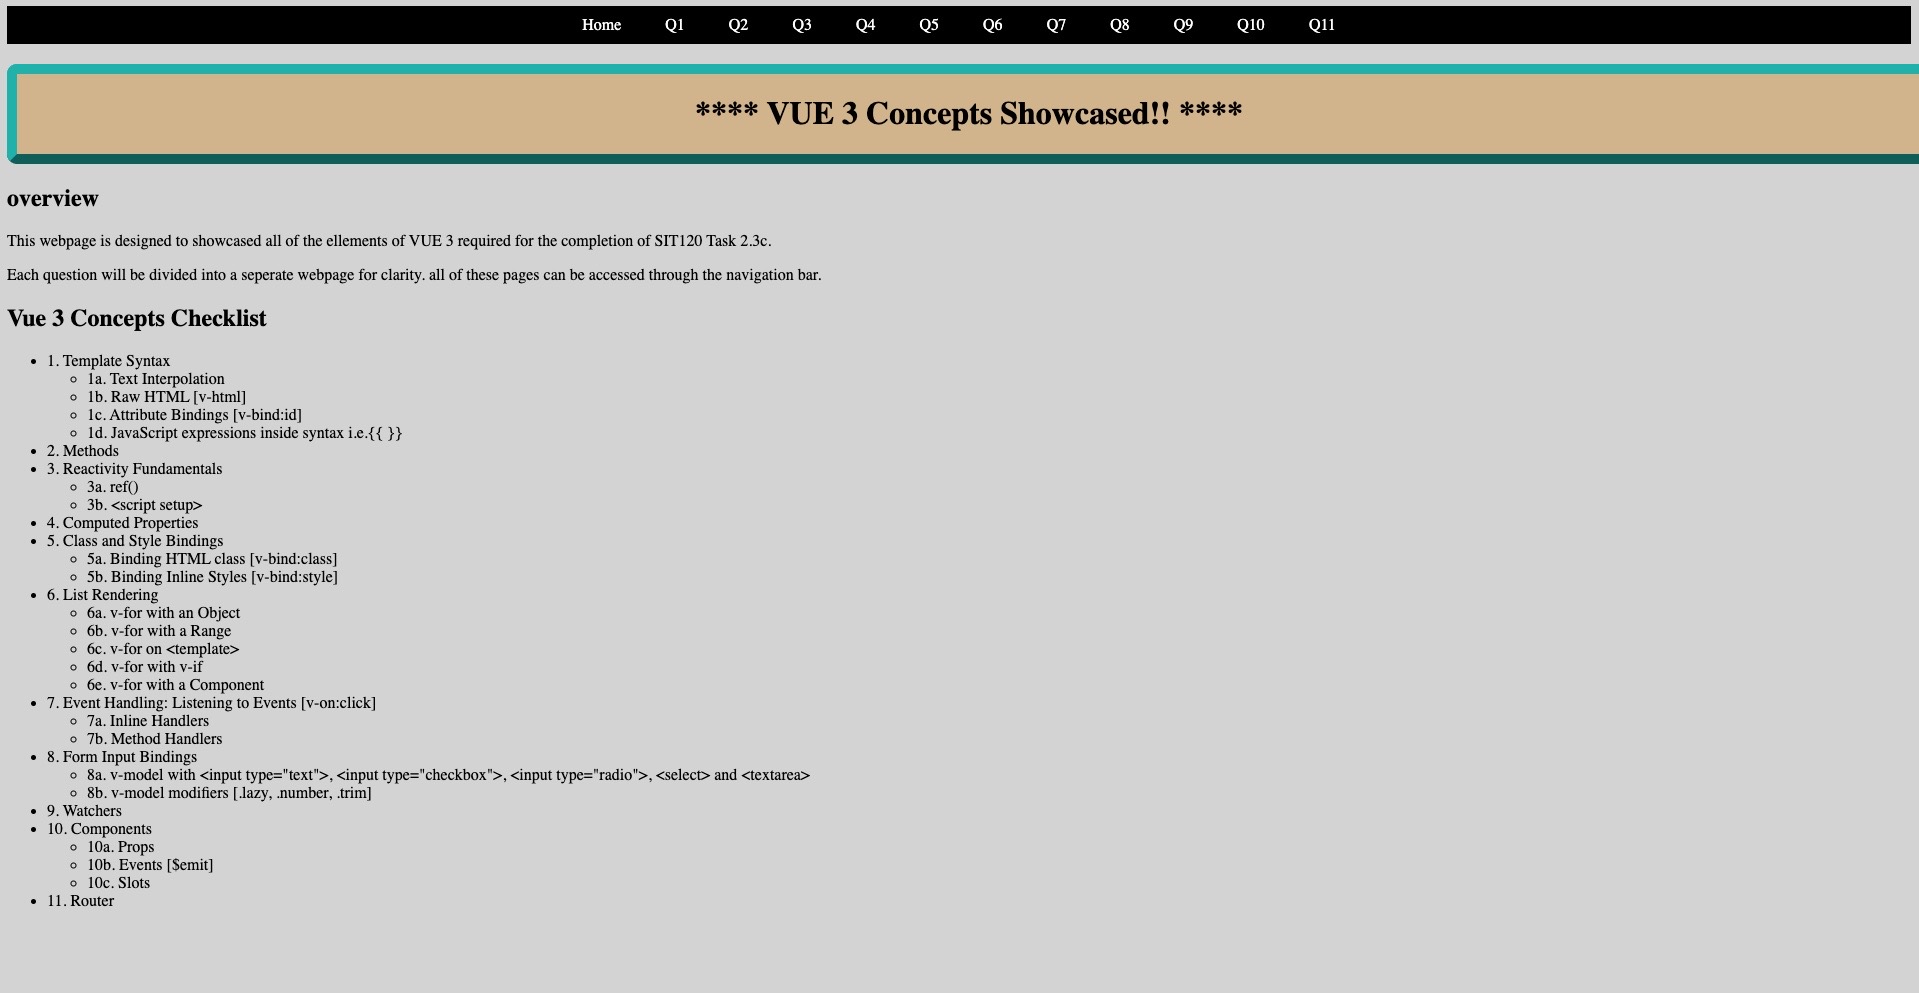 Home Q1 Q2 Q3 Q4 Q5 Q6 Q7 Q8 Q9 Q10 Q11
**** VUE 3 Concepts Showcased!! ****
overview
This webpage is designed to showcased all of the ellements of VUE 3 required for the completion of SIT120 Task 2.3c.
Each question will be divided into a seperate webpage for clarity. all of these pages can be accessed through the navigation bar.
Vue 3 Concepts Checklist
1. Template Syntax
1a. Text Interpolation
1b. Raw HTML [v-html]
1c. Attribute Bindings [v-bind:id]
1d. JavaScript expressions inside syntax i.e.{{ }}
2. Methods
3. Reactivity Fundamentals
3a. ref()
3b. <script setup>
4. Computed Properties
5. Class and Style Bindings
5a. Binding HTML class [v-bind:class]
5b. Binding Inline Styles [v-bind:style]
6. List Rendering
6a. v-for with an Object
6b. v-for with a Range
6c. v-for on <template>
6d. v-for with v-if
6e. v-for with a Component
7. Event Handling: Listening to Events [v-on:click]
7a. Inline Handlers
7b. Method Handlers
8. Form Input Bindings
8a. v-model with <input type="text">, <input type="checkbox">, <input type="radio">, <select> and <textarea>
8b. v-model modifiers [.lazy, .number, .trim]
9. Watchers
10. Components
10a. Props
10b. Events [$emit]
10c. Slots
11. Router